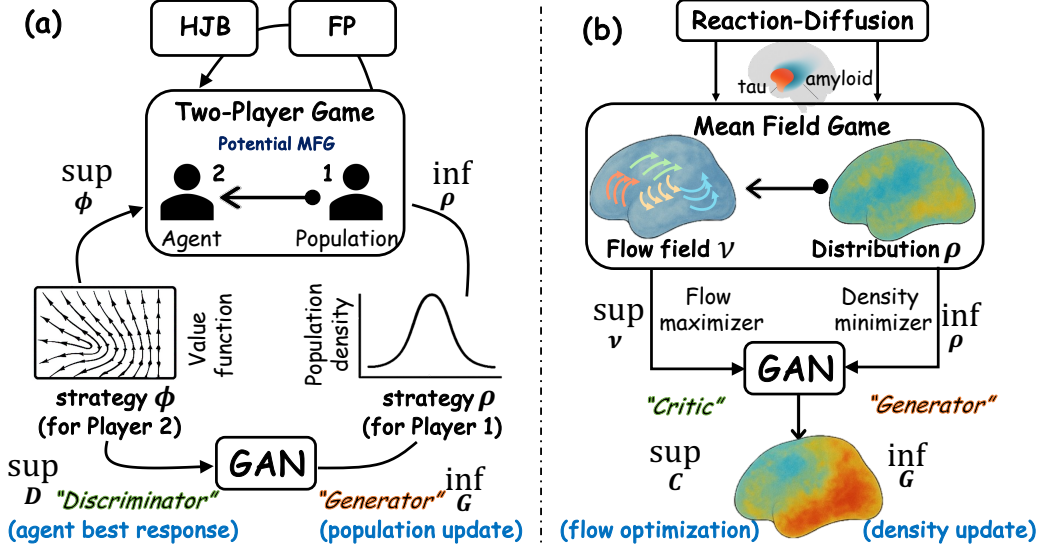 (a)
HJB
FP
Two-Player Game
Potential MFG
2
1
Agent
Population
sup
ϕ
inf
ρ
Value
function
Population
density
strategy ϕ
(for Player 2)
strategy ρ
(for Player 1)
GAN
sup
D
"Discriminator"
(agent best response)
"Generator"
inf
G
(population update)
(b)
Reaction-Diffusion
tau
amyloid
Mean Field Game
Flow field ν
Distribution ρ
sup
ν
Flow
maximizer
Density
minimizer
inf
ρ
GAN
"Critic"
"Generator"
sup
C
inf
G
(flow optimization)
(density update)